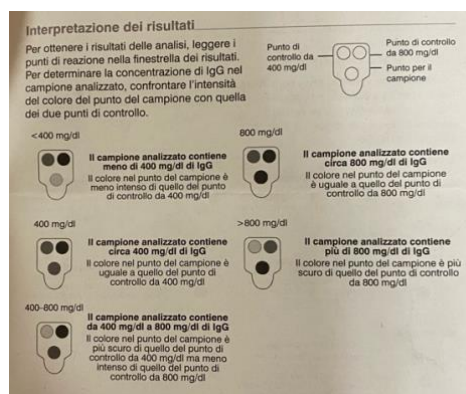 Interpretazione dei risultati
Per ottenere i risultati delle analisi, leggere i
punti di reazione nella finestrella dei risultati.
Per determinare la concentrazione di IgG nel
campione analizzato, confrontare l'intensità
del colore del punto del campione con quella
dei due punti di controllo.
Punto di
controllo da
400 mg/dl
Punto di controllo
da 800 mg/dl
Punto per il
campione
<400 mg/dl
Il campione analizzato contiene
meno di 400 mg/dl di IgG
Il colore nel punto del campione è
meno intenso di quello del punto
di controllo da 400 mg/dl
800 mg/dl
Il campione analizzato contiene
circa 800 mg/dl di IgG
Il colore nel punto del campione
è uguale a quello del punto di
controllo da 800 mg/dl
400 mg/dl
Il campione analizzato contiene
circa 400 mg/dl di IgG
Il colore nel punto del campione è
uguale a quello del punto di
controllo da 400 mg/dl
>800 mg/dl
Il campione analizzato contiene
più di 800 mg/dl di IgG
Il colore nel punto del campione è più
scuro di quello del punto di controllo
da 800 mg/dl
400-800 mg/dl
Il campione analizzato contiene
da 400 mg/dl a 800 mg/dl di IgG
Il colore nel punto del campione è
più scuro di quello del punto di
controllo da 400 mg/dl ma meno
intenso di quello del punto di
controllo da 800 mg/dl